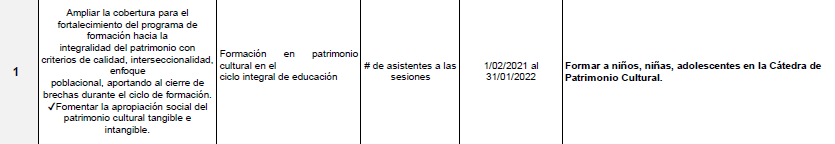 1
Ampliar la cobertura para el
fortalecimiento del programa de
formación hacia la
integralidad del patrimonio con
criterios de calidad, interseccionalidad,
enfoque
poblacional, aportando al cierre de
brechas durante el ciclo de formación.
✓Fomentar la apropiación social del
patrimonio cultural tangible e
intangible.
Formación en patrimonio
cultural en el
ciclo integral de educación
# de asistentes a las
sesiones
1/02/2021 al
31/01/2022
Formar a niños, niñas, adolescentes en la Cátedra de
Patrimonio Cultural.